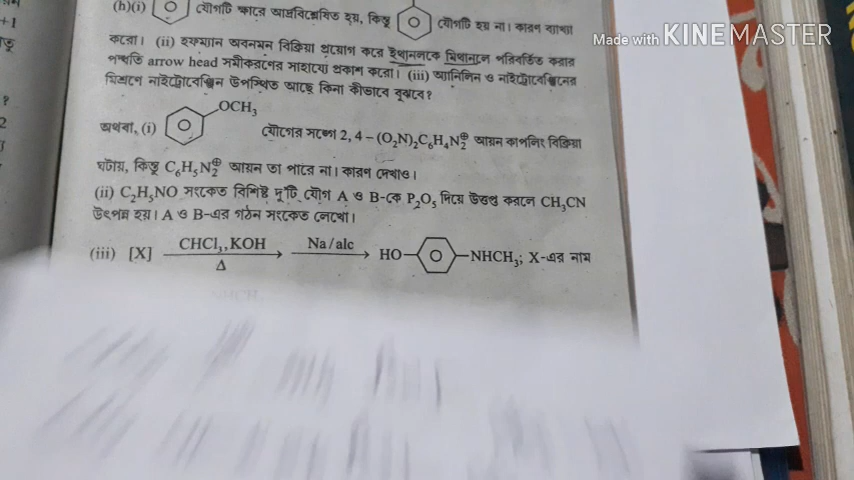 Made with KINEMASTER
+1
(h)(i) যৌগটি ক্ষারে আর্দ্রবিশ্লেষিত হয়, কিন্তু যৌগটি হয় না। কারণ ব্যাখ্যা
করো। (ii) হফম্যান অবনমন বিক্রিয়া প্রয়োগ করে ইথানলকে মিথানলে পরিবর্তিত করার
পদ্ধতি arrow head সমীকরণের সাহায্যে প্রকাশ করো। (iii) অ্যানিলিন ও নাইট্রোবেঞ্জিনের
মিশ্রণে নাইট্রোবেঞ্জিন উপস্থিত আছে কিনা কীভাবে বুঝবে?
?
2
OCH₃
অথবা, (i) যৌগের সঙ্গে 2, 4 – (O₂N)₂C₆H₄N₂⊕ আয়ন কাপলিং বিক্রিয়া
ঘটায়, কিন্তু C₆H₅N₂⊕ আয়ন তা পারে না। কারণ দেখাও।
(ii) C₂H₅NO সংকেত বিশিষ্ট দুটি যৌগ A ও B-কে P₂O₅ দিয়ে উত্তপ্ত করলে CH₃CN
উৎপন্ন হয়। A ও B-এর গঠন সংকেত লেখো।
(iii) [X] CHCl₃, KOH Δ Na/alc HO NHCH₃; X-এর নাম